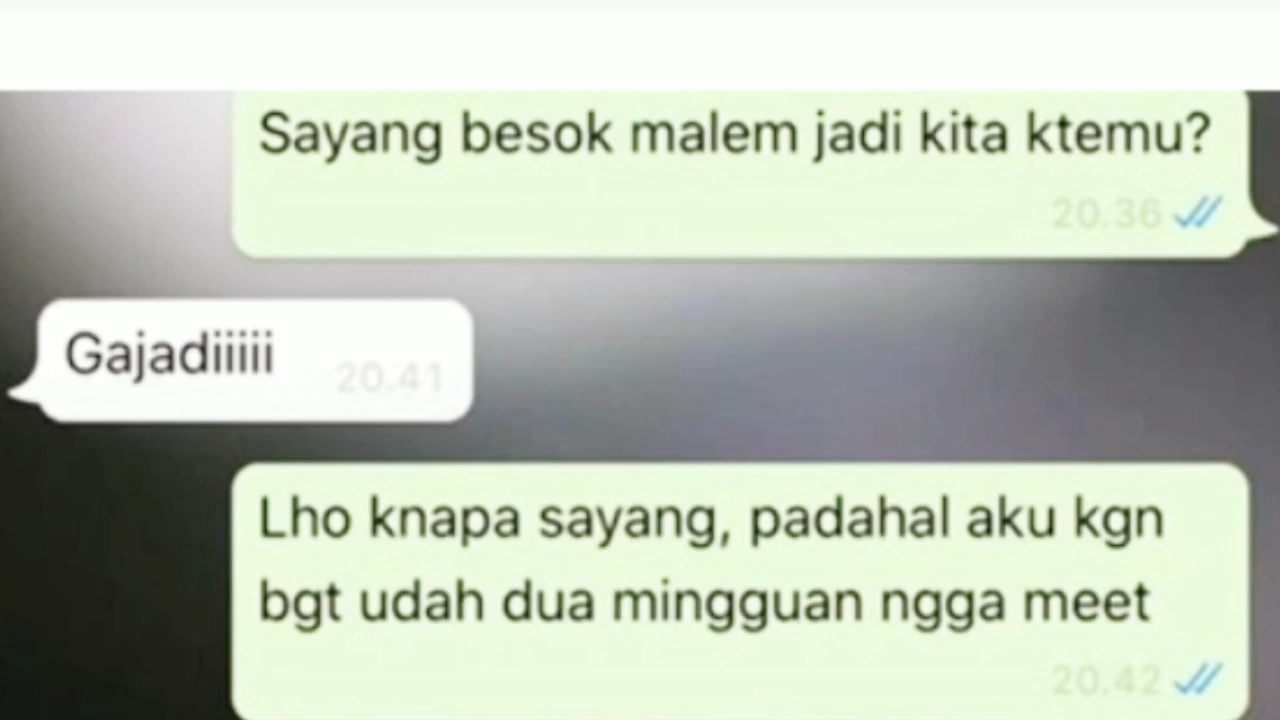 Sayang besok malem jadi kita ktemu?
20.36
Gajadiiiii
20.41
Lho knapa sayang, padahal aku kgn
bgt udah dua mingguan ngga meet
20.42